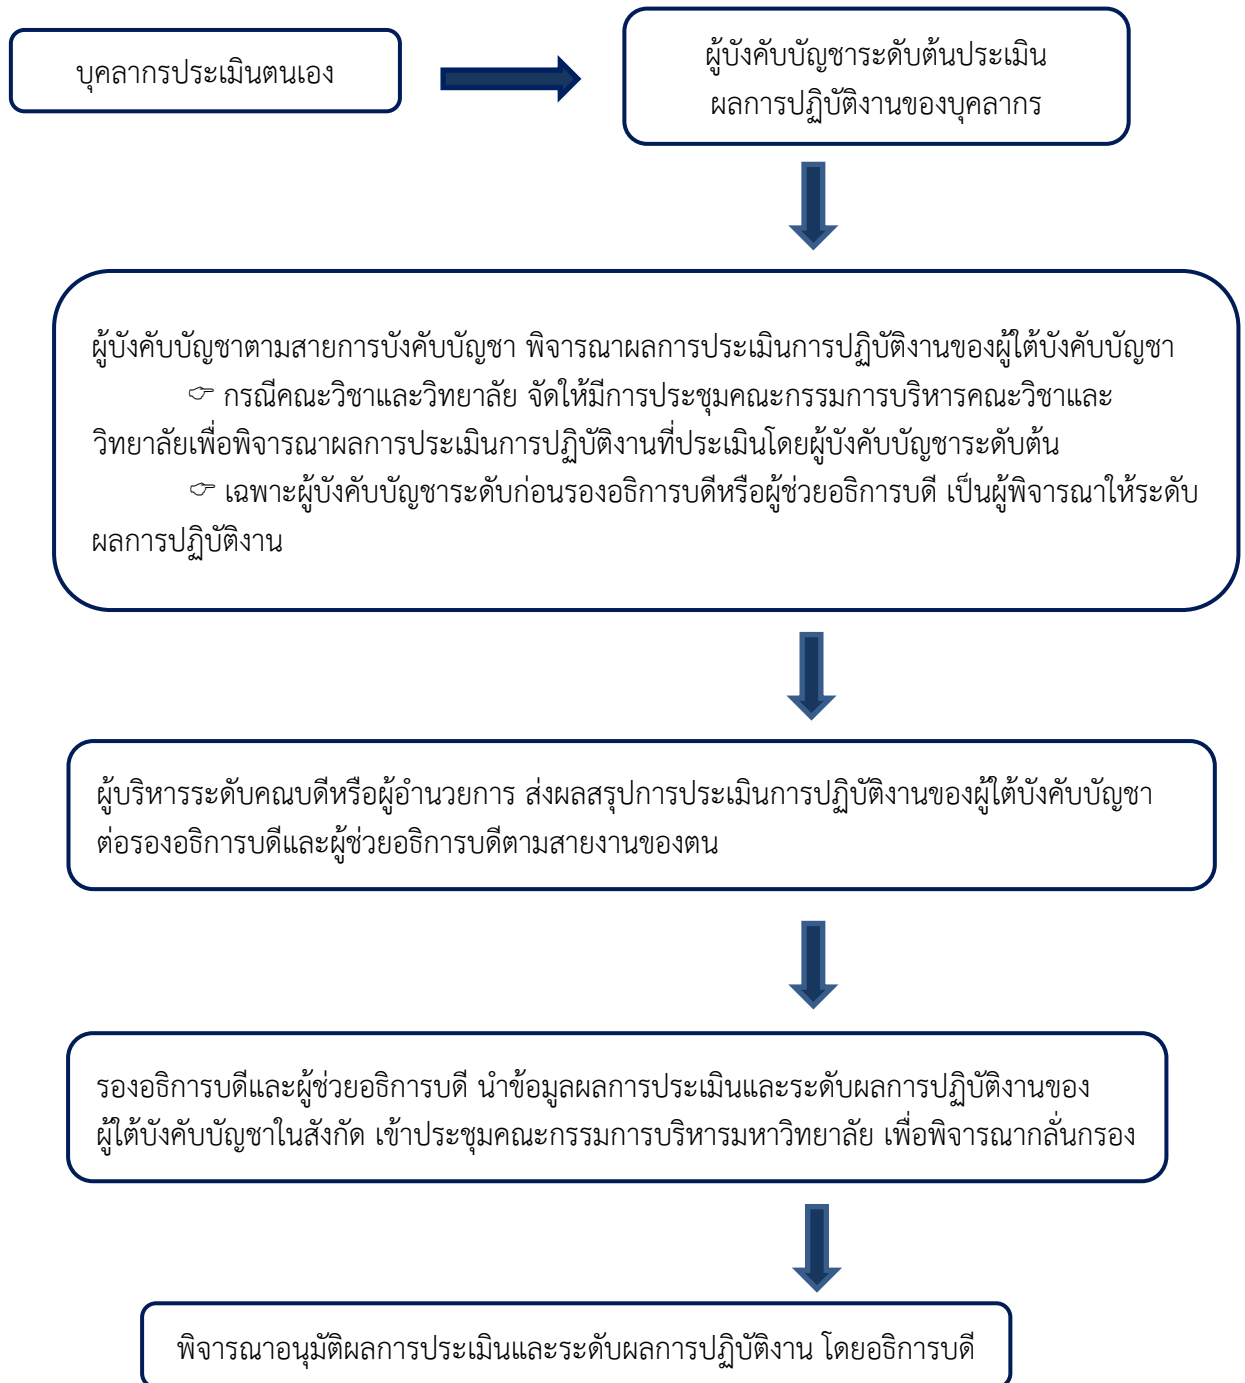 บุคลากรประเมินตนเอง
ผู้บังคับบัญชาระดับต้นประเมิน
ผลการปฏิบัติงานของบุคลากร
ผู้บังคับบัญชาตามสายการบังคับบัญชา พิจารณาผลการประเมินการปฏิบัติงานของผู้ใต้บังคับบัญชา
☞ กรณีคณะวิชาและวิทยาลัย จัดให้มีการประชุมคณะกรรมการบริหารคณะวิชาและ
วิทยาลัยเพื่อพิจารณาผลการประเมินการปฏิบัติงานที่ประเมินโดยผู้บังคับบัญชาระดับต้น
☞ เฉพาะผู้บังคับบัญชาระดับก่อนรองอธิการบดีหรือผู้ช่วยอธิการบดี เป็นผู้พิจารณาให้ระดับ
ผลการปฏิบัติงาน
ผู้บริหารระดับคณบดีหรือผู้อำนวยการ ส่งผลสรุปการประเมินการปฏิบัติงานของผู้ใต้บังคับบัญชา
ต่อรองอธิการบดีและผู้ช่วยอธิการบดีตามสายงานของตน
รองอธิการบดีและผู้ช่วยอธิการบดี นำข้อมูลผลการประเมินและระดับผลการปฏิบัติงานของ
ผู้ใต้บังคับบัญชาในสังกัด เข้าประชุมคณะกรรมการบริหารมหาวิทยาลัย เพื่อพิจารณากลั่นกรอง
พิจารณาอนุมัติผลการประเมินและระดับผลการปฏิบัติงาน โดยอธิการบดี